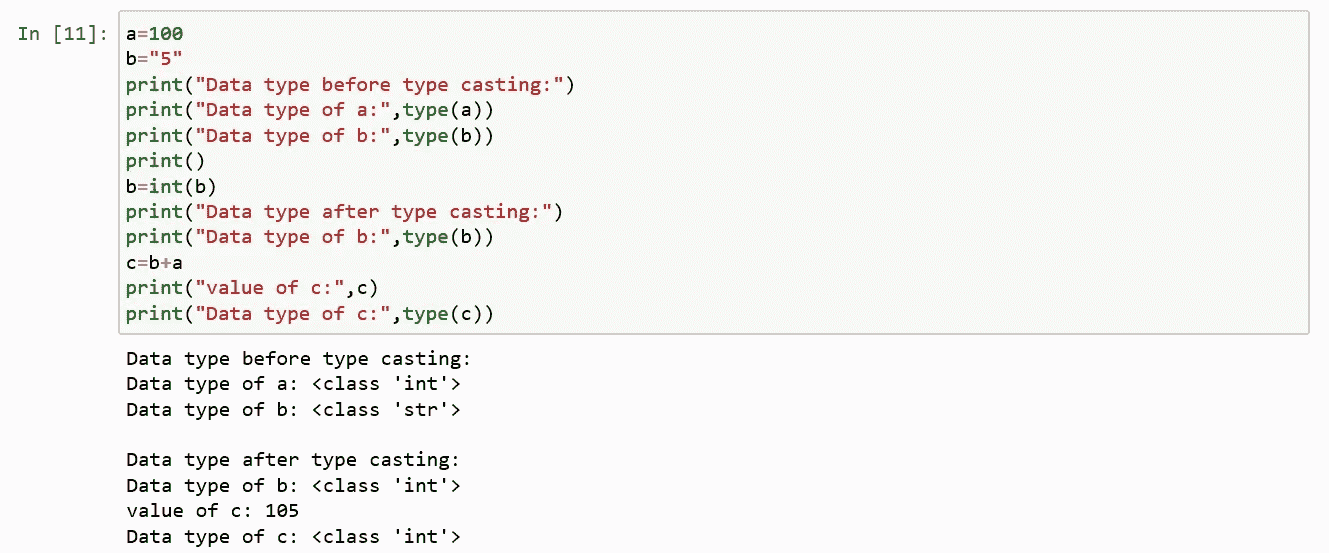 In [11]: a=100
b="5"
print("Data type before type casting:")
print("Data type of a:",type(a))
print("Data type of b:",type(b))
print()
b=int(b)
print("Data type after type casting:")
print("Data type of b:",type(b))
c=b+a
print("value of c:",c)
print("Data type of c:",type(c))
Data type before type casting:
Data type of a: <class 'int'>
Data type of b: <class 'str'>

Data type after type casting:
Data type of b: <class 'int'>
value of c: 105
Data type of c: <class 'int'>